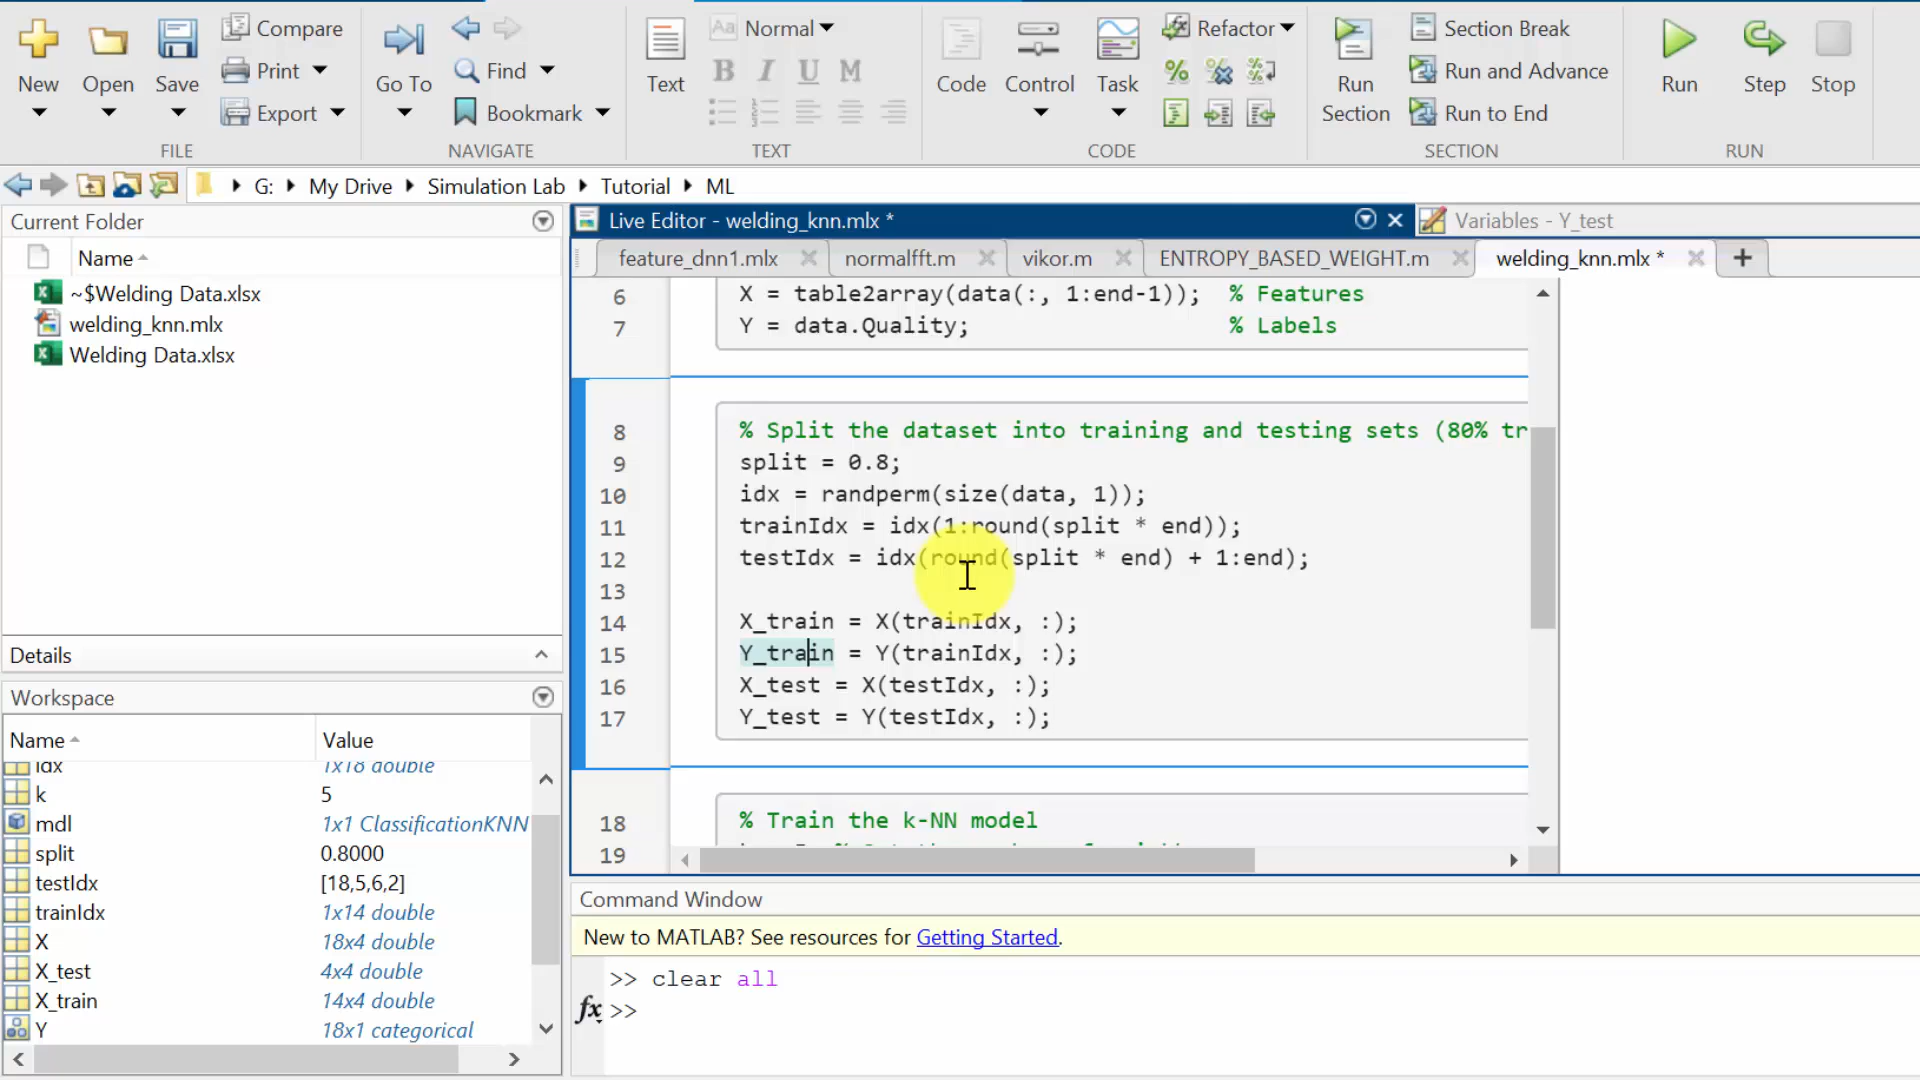 New
Open
Save
Compare
Print
Export
FILE
Go To
Find
Bookmark
NAVIGATE
Text
Aa Normal
B I U M
TEXT
Code
Control
Task
Refactor
CODE
Run Section
Section Break
Run and Advance
Run to End
SECTION
Run
Step
Stop
RUN
G: My Drive Simulation Lab Tutorial ML
Current Folder
Name
~$Welding Data.xlsx
welding_knn.mlx
Welding Data.xlsx
Details
Workspace
Name Value
idx 1x18 double
k 5
mdl 1x1 ClassificationKNN
split 0.8000
testIdx [18,5,6,2]
trainIdx 1x14 double
X 18x4 double
X_test 4x4 double
X_train 14x4 double
Y 18x1 categorical
Live Editor - welding_knn.mlx *
Variables - Y_test
feature_dnn1.mlx normalfft.m vikor.m ENTROPY_BASED_WEIGHT.m welding_knn.mlx *
6 X = table2array(data(:, 1:end-1)); % Features
7 Y = data.Quality; % Labels
8 % Split the dataset into training and testing sets (80% tr
9 split = 0.8;
10 idx = randperm(size(data, 1));
11 trainIdx = idx(1:round(split * end));
12 testIdx = idx(round(split * end) + 1:end);
13
14 X_train = X(trainIdx, :);
15 Y_train = Y(trainIdx, :);
16 X_test = X(testIdx, :);
17 Y_test = Y(testIdx, :);
18 % Train the k-NN model
19
Command Window
New to MATLAB? See resources for Getting Started.
>> clear all
fx >>